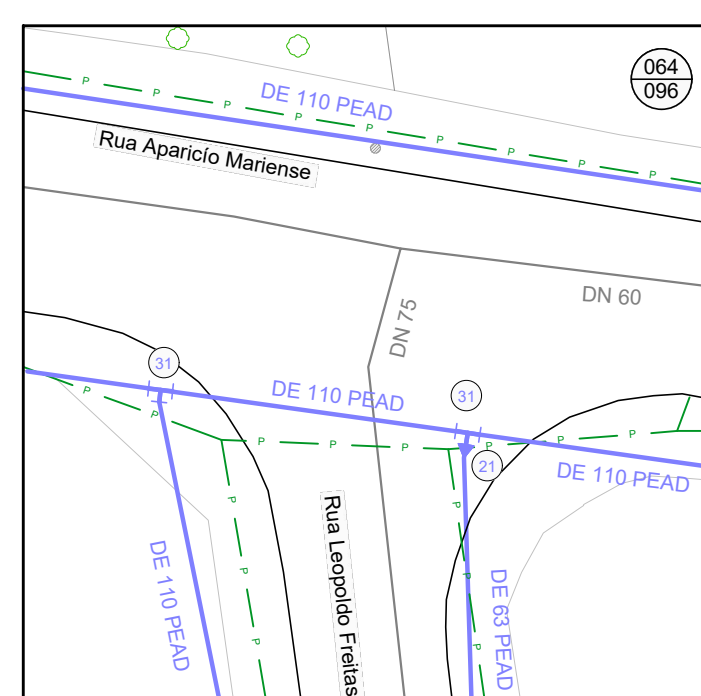 064
096
P P P P P P P P P
DE 110 PEAD
Rua Aparicío Mariense
DN 60
DN 75
31
DE 110 PEAD
31
P P P P P P P P
21
DE 110 PEAD
Rua Leopoldo Freitas
DE 110 PEAD
DE 63 PEAD
P P P
P P P